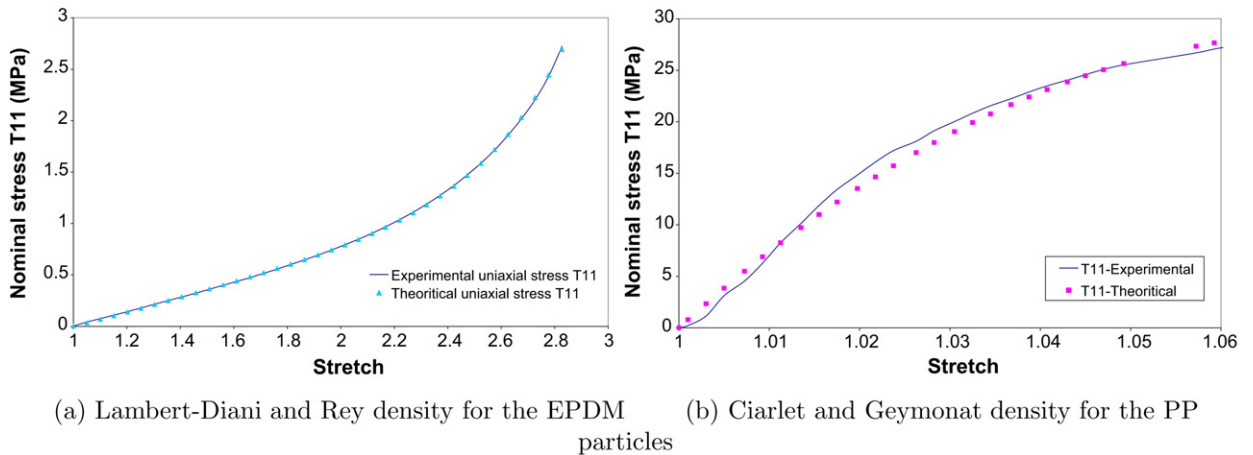 Nominal stress T11 (MPa)
3
2.5
2
1.5
1
0.5
0
1 1.2 1.4 1.6 1.8 2 2.2 2.4 2.6 2.8 3
Stretch
Experimental uniaxial stress T11
Theoritical uniaxial stress T11
(a) Lambert-Diani and Rey density for the EPDM
particles
Nominal stress T11 (MPa)
30
25
20
15
10
5
0
1 1.01 1.02 1.03 1.04 1.05 1.06
Stretch
T11-Experimental
T11-Theoritical
(b) Ciarlet and Geymonat density for the PP